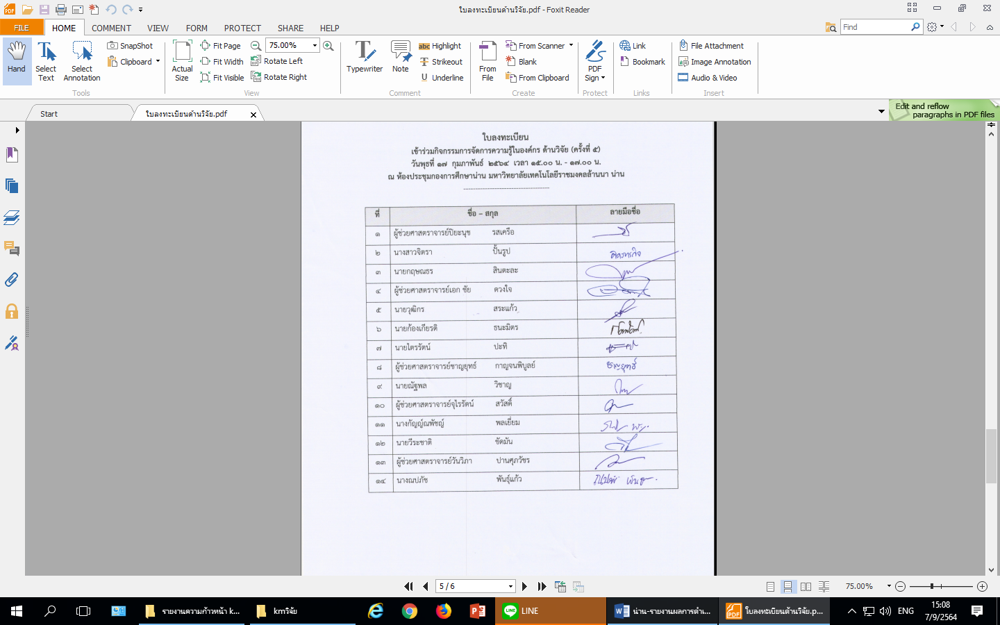 ใบลงทะเบียนด้านวิจัย.pdf - Foxit Reader
FILE HOME COMMENT VIEW FORM PROTECT SHARE HELP
Find
Hand
Select Text
Select Annotation
SnapShot
Clipboard
Tools
Actual Size
Fit Page
Fit Width
Fit Visible
75.00%
Rotate Left
Rotate Right
View
Typewriter
Note
Highlight
Strikeout
Underline
Comment
From File
From Scanner
Blank
From Clipboard
Create
PDF Sign
Protect
Link
Bookmark
Links
File Attachment
Image Annotation
Audio & Video
Insert
Start
ใบลงทะเบียนด้านวิจัย.pdf
Edit and reflow
paragraphs in PDF files
ใบลงทะเบียน
เข้าร่วมกิจกรรมการจัดการความรู้ในองค์กร ด้านวิจัย (ครั้งที่ ๕)
วันพุธที่ ๑๗ กุมภาพันธ์ ๒๕๖๔ เวลา ๑๕.๐๐ น. - ๑๗.๐๐ น.
ณ ห้องประชุมกองการศึกษาน่าน มหาวิทยาลัยเทคโนโลยีราชมงคลล้านนา น่าน
ที่ ชื่อ – สกุล ลายมือชื่อ
๑ ผู้ช่วยศาสตราจารย์ปิยะนุช รสเครือ
๒ นางสาวจิตรา ปั้นรูป
๓ นายกฤษณธร สินตะละ
๔ ผู้ช่วยศาสตราจารย์เอก ชัย ดวงใจ
๕ นายวุฒิกร สระแก้ว
๖ นายก้องเกียรติ ธนะมิตร
๗ นายไตรรัตน์ ปะทิ
๘ ผู้ช่วยศาสตราจารย์ชาญยุทธ์ กาญจนพิบูลย์ ชาญยุทธ์
๙ นายณัฐพล วิชาญ
๑๐ ผู้ช่วยศาสตราจารย์จุไรรัตน์ สวัสดิ์
๑๑ นางกัญญ์ณพัชญ์ พลเยี่ยม
๑๒ นายวีระชาติ ขัดมัน
๑๓ ผู้ช่วยศาสตราจารย์วันวิภา ปานศุภวัชร
๑๔ นางณปภัช พันธุ์แก้ว
5 / 6
75.00%
รายงานความก้าวหน้า k...
kmวิจัย
LINE
น่าน-รายงานผลการดำเ...
ใบลงทะเบียนด้านวิจัย.p...
ENG
15:08
7/9/2564